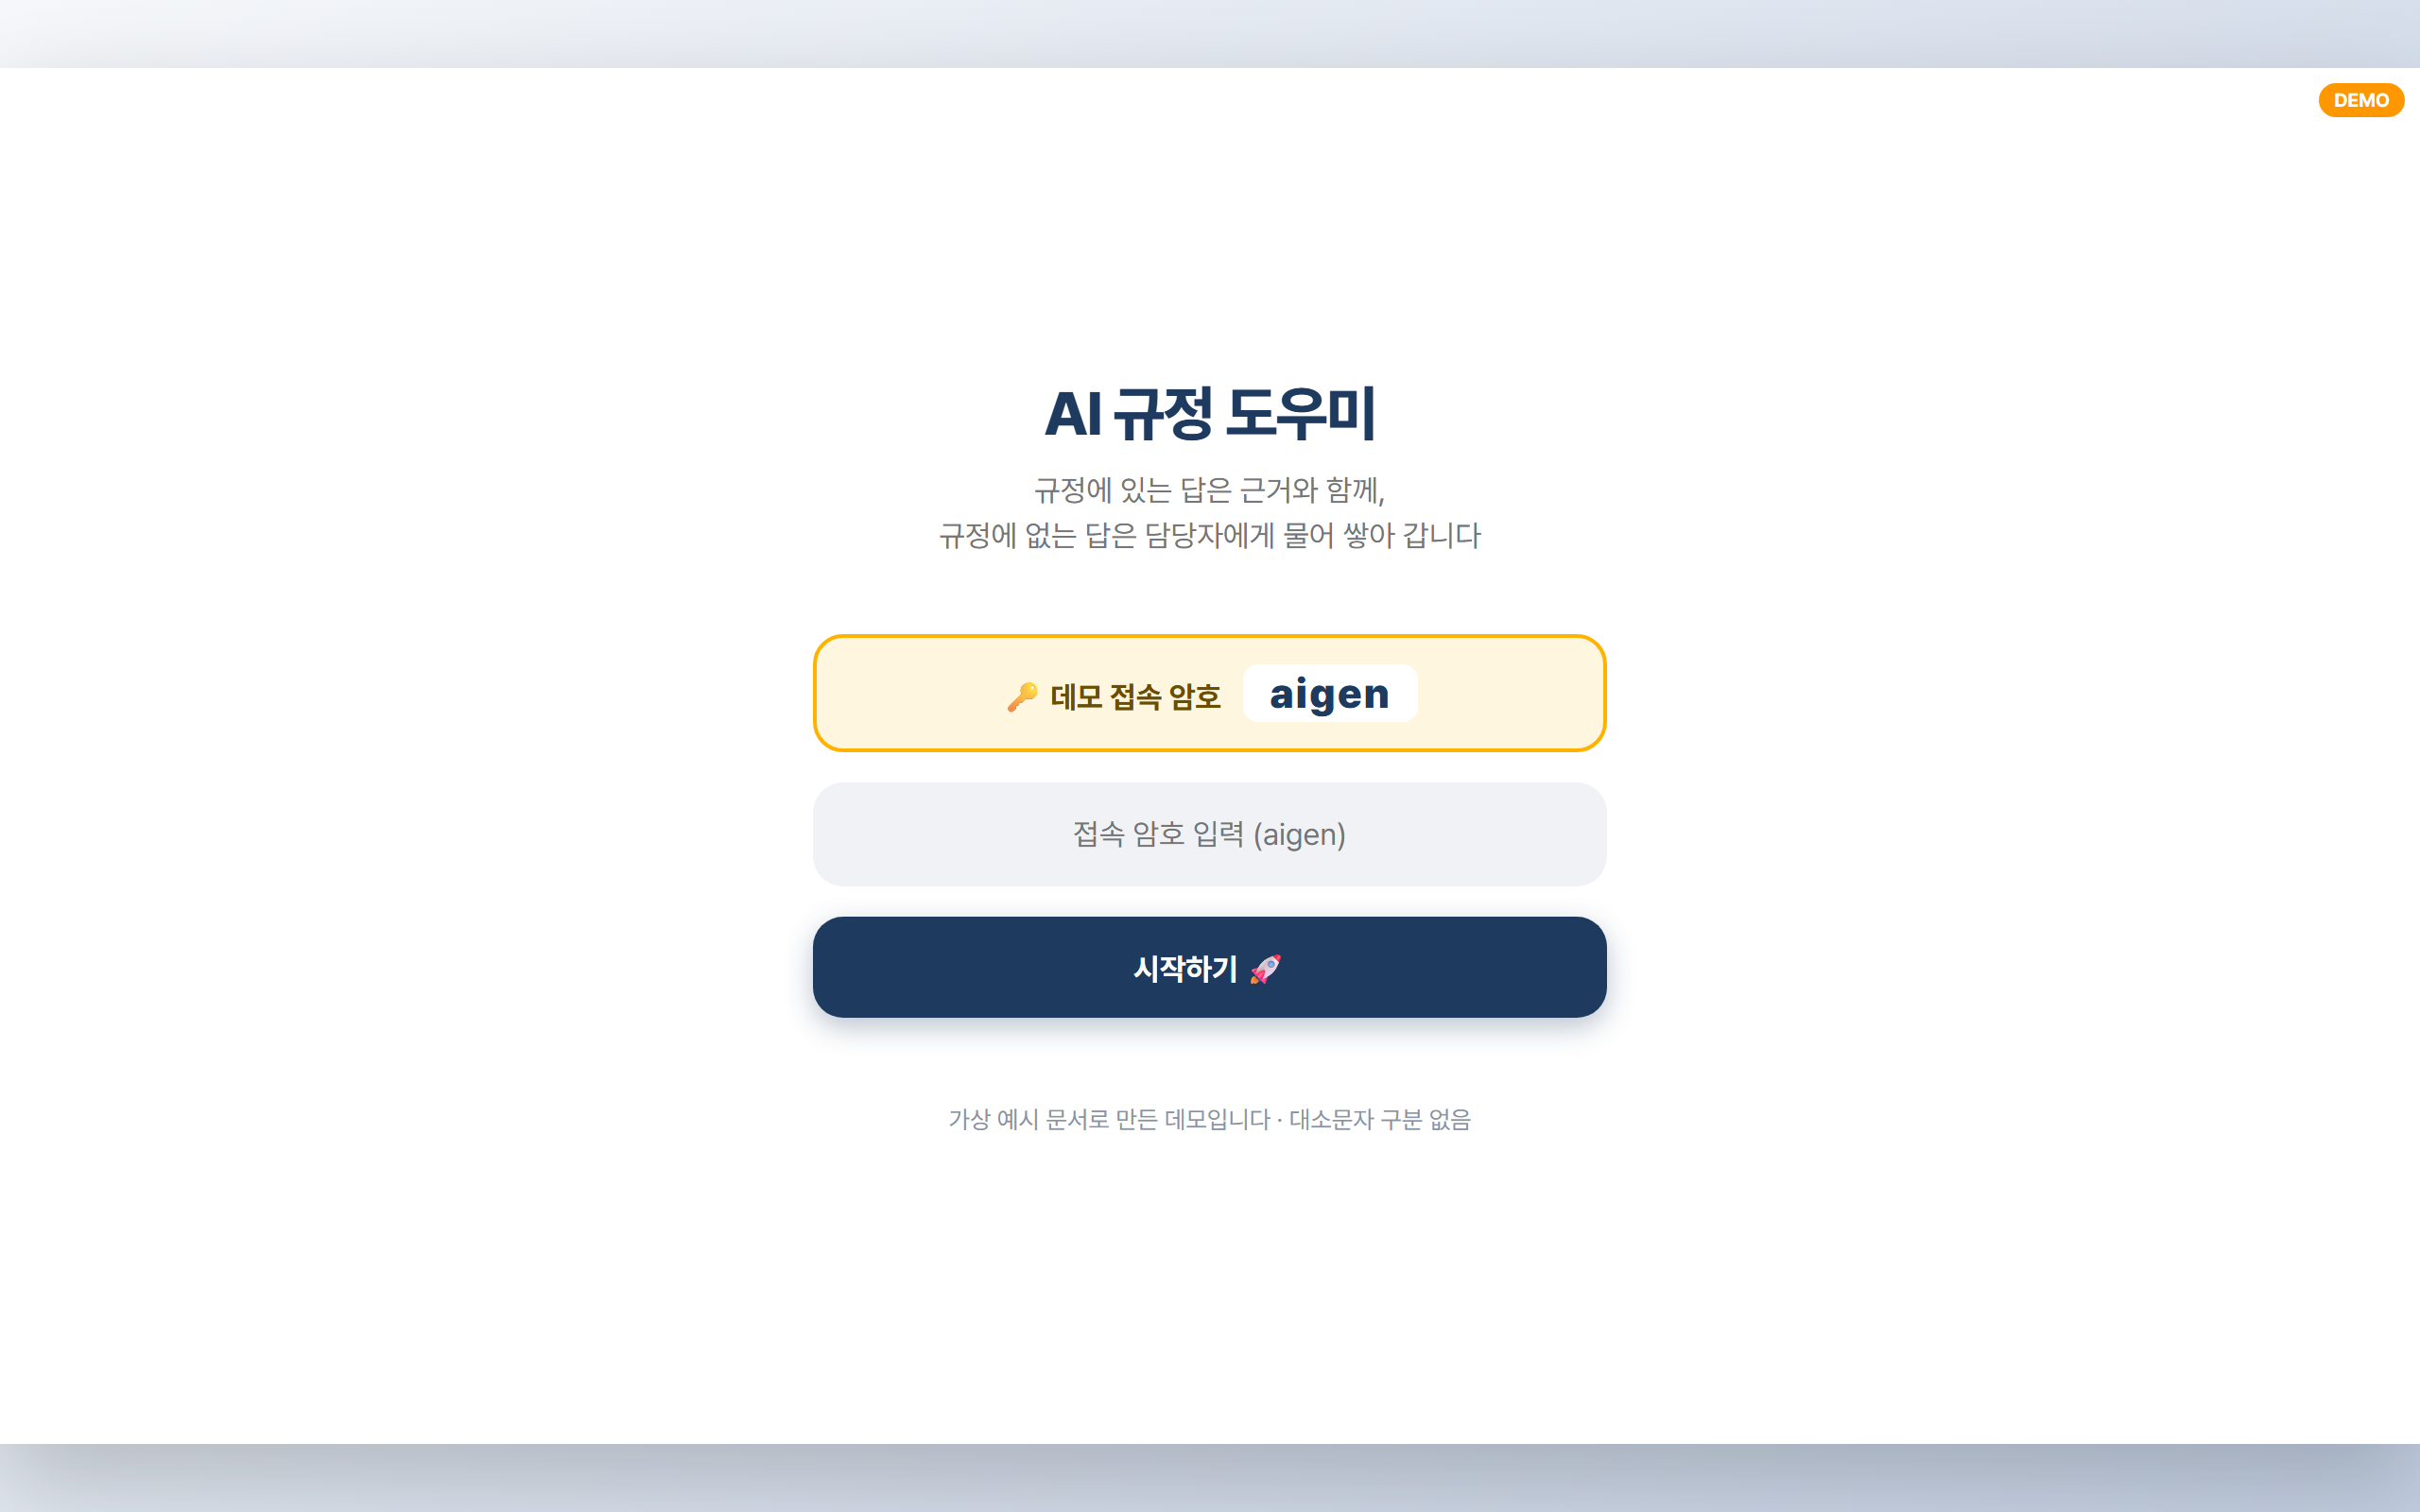 DEMO
AI 규정 도우미
규정에 있는 답은 근거와 함께,
규정에 없는 답은 담당자에게 물어 쌓아 갑니다
🔑 데모 접속 암호 aigen
접속 암호 입력 (aigen)
시작하기 🚀
가상 예시 문서로 만든 데모입니다 · 대소문자 구분 없음